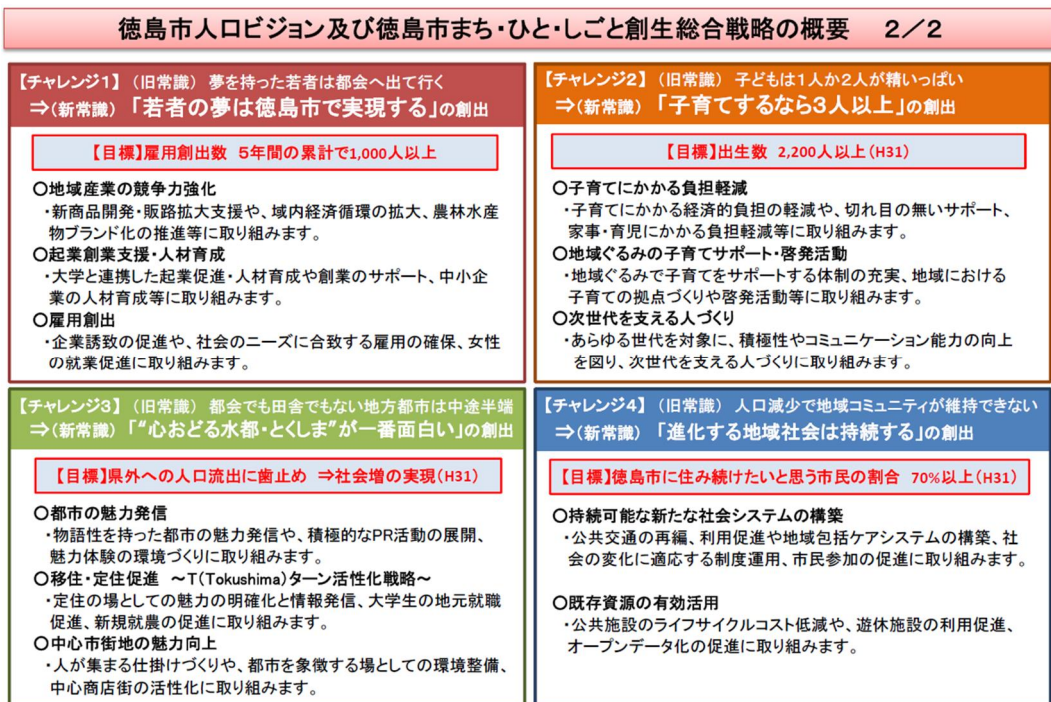 徳島市人口ビジョン及び徳島市まち・ひと・しごと創生総合戦略の概要　２／２
【チャレンジ１】（旧常識）夢を持った若者は都会へ出て行く
⇒（新常識）「若者の夢は徳島市で実現する」の創出
【目標】雇用創出数　５年間の累計で1,000人以上
○地域産業の競争力強化
・新商品開発・販路拡大支援や、域内経済循環の拡大、農林水産
物ブランド化の推進等に取り組みます。
○起業創業支援・人材育成
・大学と連携した起業促進・人材育成や創業のサポート、中小企
業の人材育成等に取り組みます。
○雇用創出
・企業誘致の促進や、社会のニーズに合致する雇用の確保、女性
の就業促進に取り組みます。
【チャレンジ２】（旧常識）子どもは１人か２人が精いっぱい
⇒（新常識）「子育てするなら３人以上」の創出
【目標】出生数　2,200人以上（H31）
○子育てにかかる負担軽減
・子育てにかかる経済的負担の軽減や、切れ目の無いサポート、
家事・育児にかかる負担軽減等に取り組みます。
○地域ぐるみの子育てサポート・啓発活動
・地域ぐるみで子育てをサポートする体制の充実、地域における
子育ての拠点づくりや啓発活動等に取り組みます。
○次世代を支える人づくり
・あらゆる世代を対象に、積極性やコミュニケーション能力の向上
を図り、次世代を支える人づくりに取り組みます。
【チャレンジ３】（旧常識）都会でも田舎でもない地方都市は中途半端
⇒（新常識）「“心おどる水都・とくしま”が一番面白い」の創出
【目標】県外への人口流出に歯止め　⇒社会増の実現（H31）
○都市の魅力発信
・物語性を持った都市の魅力発信や、積極的なPR活動の展開、
魅力体験の環境づくりに取り組みます。
○移住・定住促進　～T（Tokushima）ターン活性化戦略～
・定住の場としての魅力の明確化と情報発信、大学生の地元就職
促進、新規就農の促進に取り組みます。
○中心市街地の魅力向上
・人が集まる仕掛けづくりや、都市を象徴する場としての環境整備、
中心商店街の活性化に取り組みます。
【チャレンジ４】（旧常識）人口減少で地域コミュニティが維持できない
⇒（新常識）「進化する地域社会は持続する」の創出
【目標】徳島市に住み続けたいと思う市民の割合　70%以上（H31）
○持続可能な新たな社会システムの構築
・公共交通の再編、利用促進や地域包括ケアシステムの構築、社
会の変化に適応する制度運用、市民参加の促進に取り組みます。
○既存資源の有効活用
・公共施設のライフサイクルコスト低減や、遊休施設の利用促進、
オープンデータ化の促進に取り組みます。